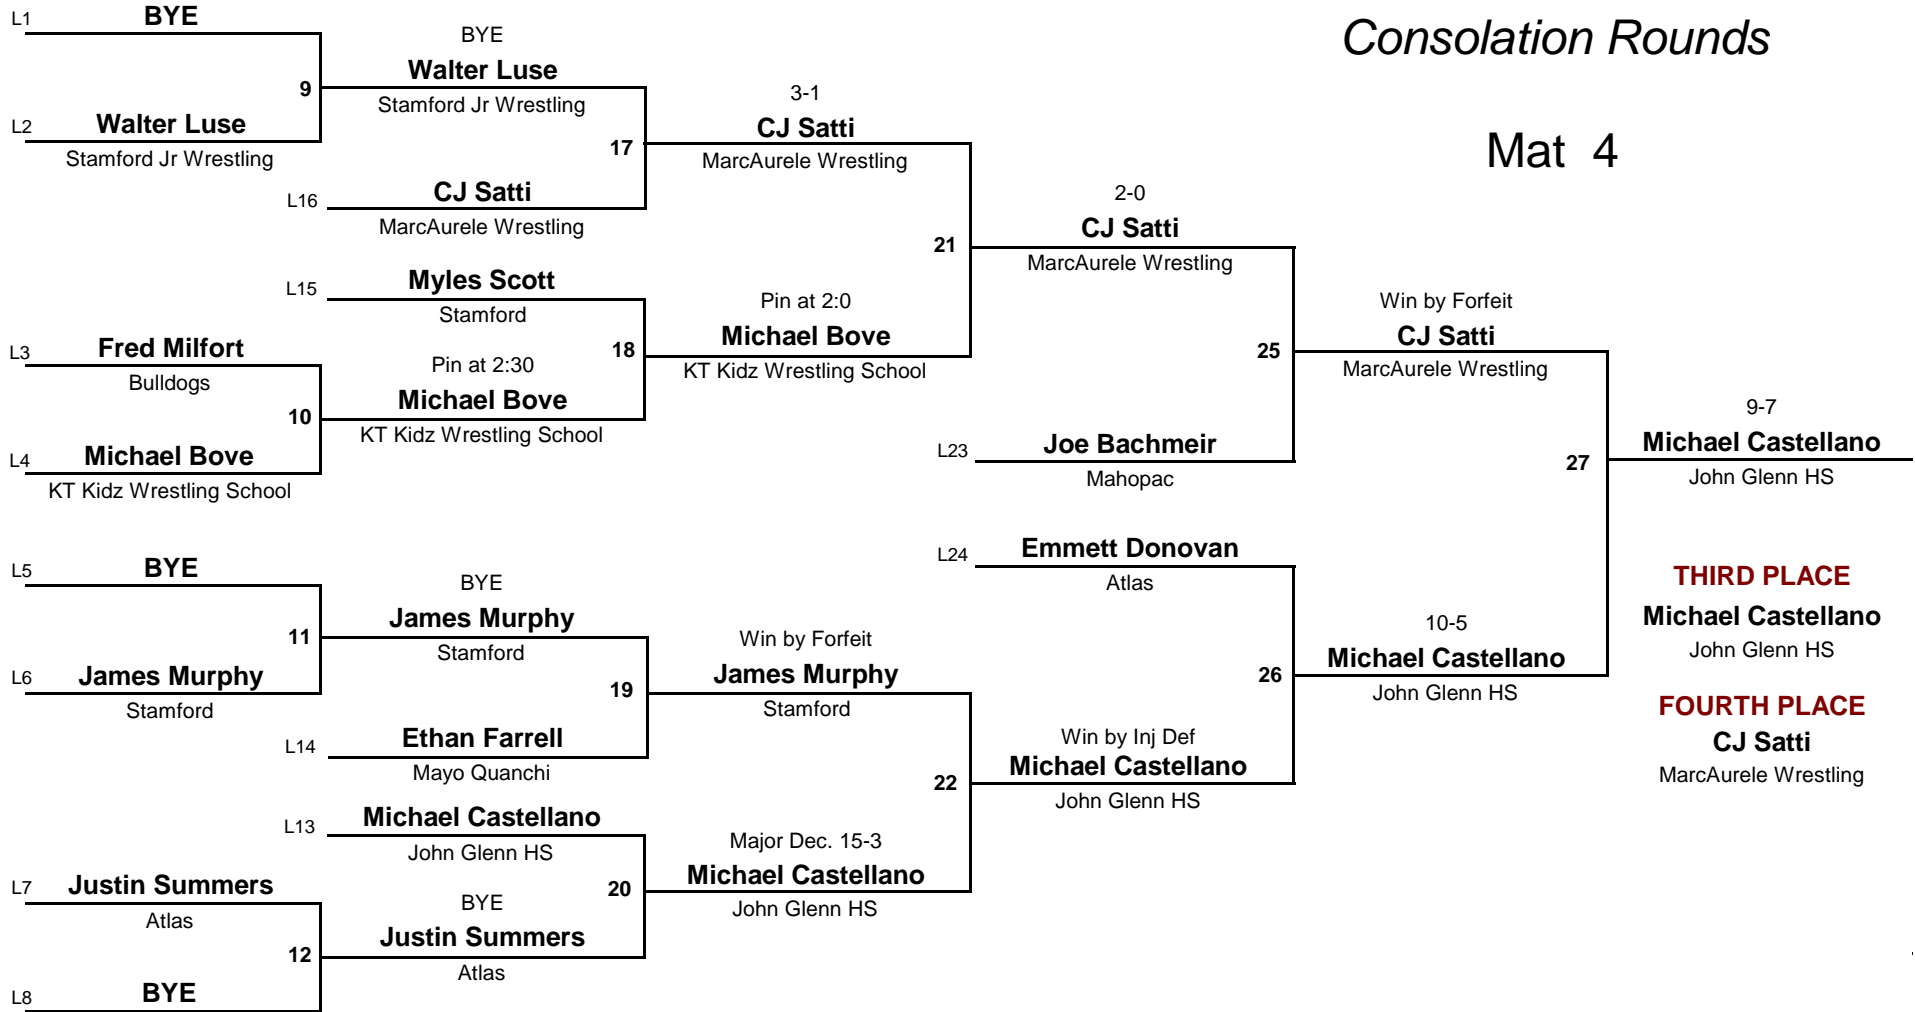 Consolation Rounds
Mat 4
L1 BYE
9
L2 Walter Luse
Stamford Jr Wrestling
L3 Fred Milfort
Bulldogs
10
L4 Michael Bove
KT Kidz Wrestling School
L5 BYE
11
L6 James Murphy
Stamford
L7 Justin Summers
Atlas
12
L8 BYE
BYE
Walter Luse
Stamford Jr Wrestling
17
L16 CJ Satti
MarcAurele Wrestling
L15 Myles Scott
Stamford
18
Pin at 2:30
Michael Bove
KT Kidz Wrestling School
BYE
James Murphy
Stamford
19
L14 Ethan Farrell
Mayo Quanchi
L13 Michael Castellano
John Glenn HS
20
BYE
Justin Summers
Atlas
3-1
CJ Satti
MarcAurele Wrestling
21
Pin at 2:0
Michael Bove
KT Kidz Wrestling School
Win by Forfeit
James Murphy
Stamford
22
Major Dec. 15-3
Michael Castellano
John Glenn HS
2-0
CJ Satti
MarcAurele Wrestling
25
L23 Joe Bachmeir
Mahopac
L24 Emmett Donovan
Atlas
26
Win by Inj Def
Michael Castellano
John Glenn HS
Win by Forfeit
CJ Satti
MarcAurele Wrestling
27
10-5
Michael Castellano
John Glenn HS
9-7
Michael Castellano
John Glenn HS
THIRD PLACE
Michael Castellano
John Glenn HS
FOURTH PLACE
CJ Satti
MarcAurele Wrestling